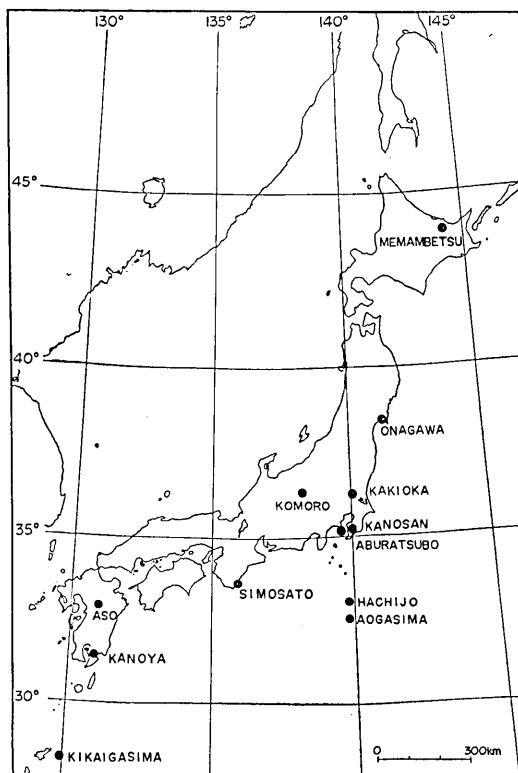 130° 135° 140° 145°
45°
MEMAMBETSU
40°
ONAGAWA
KOMORO
KAKIOKA
KANOSAN
35°
ABURATSUBO
SIMOSATO
HACHIJO
ASO
AOGASIMA
KANOYA
30°
KIKAIGASIMA
0 300km